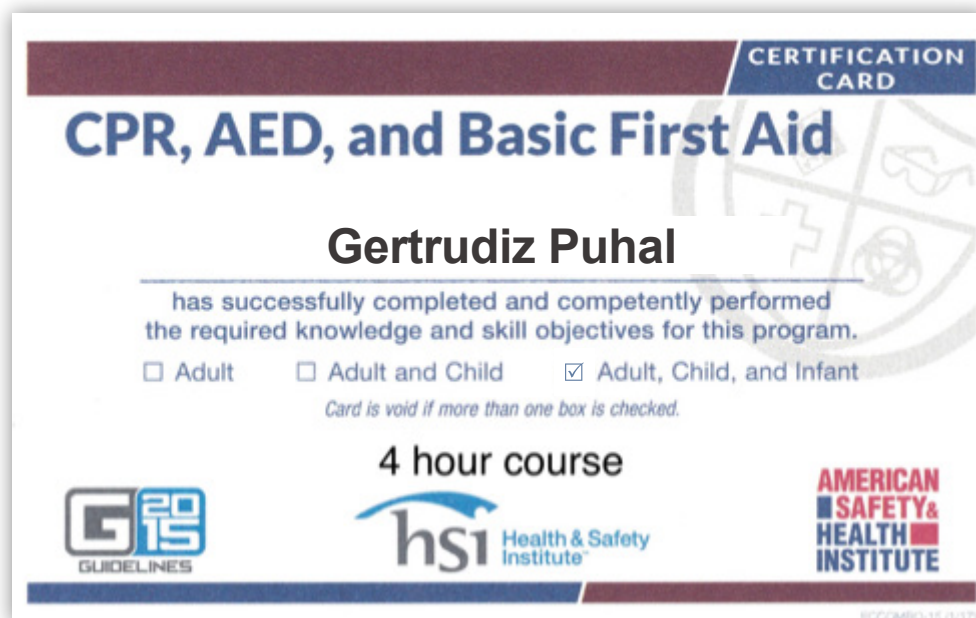 CERTIFICATION
CARD
CPR, AED, and Basic First Aid
Gertrudiz Puhal
has successfully completed and competently performed
the required knowledge and skill objectives for this program.
☐ Adult ☐ Adult and Child ☑ Adult, Child, and Infant
Card is void if more than one box is checked.
4 hour course
G 2015
GUIDELINES
hsi Health & Safety
Institute™
AMERICAN
SAFETY&
HEALTH
INSTITUTE